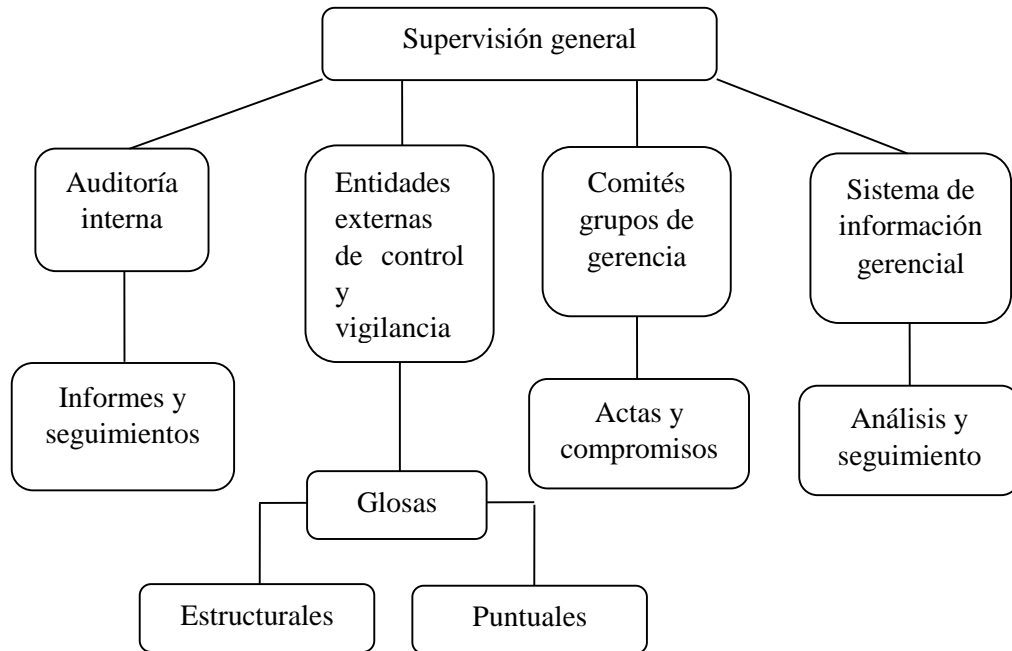 Supervisión general
Auditoría
interna
Entidades
externas
de control
y
vigilancia
Comités
grupos de
gerencia
Sistema de
información
gerencial
Informes y
seguimientos
Actas y
compromisos
Análisis y
seguimiento
Glosas
Estructurales
Puntuales